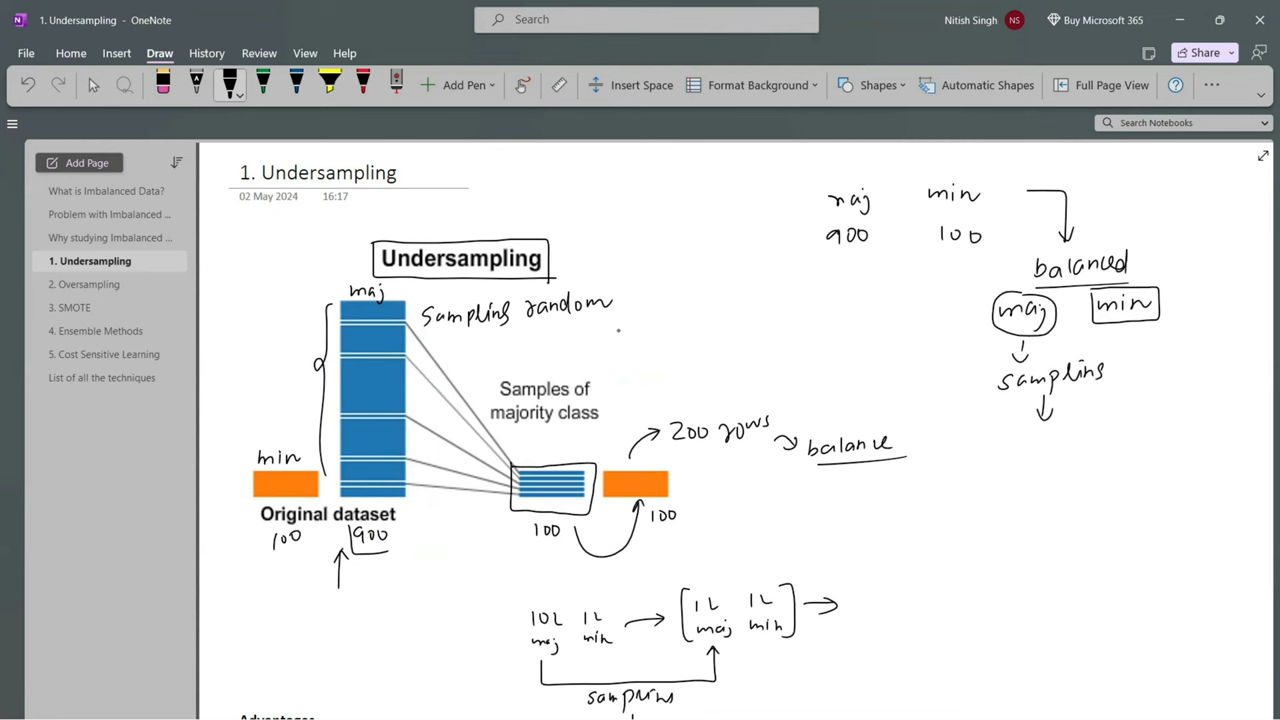 1. Undersampling - OneNote
Search
Nitish Singh NS Buy Microsoft 365
File Home Insert Draw History Review View Help
Share
Add Pen Insert Space Format Background Shapes Automatic Shapes Full Page View
Search Notebooks
Add Page
What is Imbalanced Data?
Problem with Imbalanced ...
Why studying Imbalanced ...
1. Undersampling
2. Oversampling
3. SMOTE
4. Ensemble Methods
5. Cost Sensitive Learning
List of all the techniques
1. Undersampling
02 May 2024 16:17
maj min
900 100
balanced
maj min
sampling
Undersampling
maj
sampling random
Samples of
majority class
200 rows
balance
min
Original dataset
100 900
100
100
10L 1L
maj min
1L 1L
maj min
sampling
Advantages